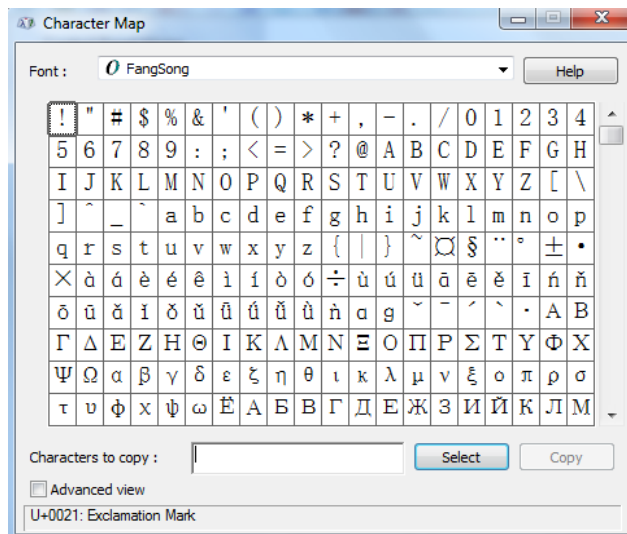 Character Map
Font : O FangSong Help
! " # $ % & ' ( ) * + , − . / 0 1 2 3 4
5 6 7 8 9 : ; < = > ? @ A B C D E F G H
I J K L M N O P Q R S T U V W X Y Z [ \
] ^ _ ` a b c d e f g h i j k l m n o p
q r s t u v w x y z { | } ~ ¤ § ¨ ° ± ·
× à á è é ê ì í ò ó ÷ ù ú ü ā ē ě ī ń ň
ō ū ǎ ǐ ǒ ǔ ǖ ǘ ǚ ǜ ǹ ɑ ɡ ˇ ˉ ˊ ˋ ˙ Α Β
Γ Δ Ε Ζ Η Θ Ι Κ Λ Μ Ν Ξ Ο Π Ρ Σ Τ Υ Φ Χ
Ψ Ω α β γ δ ε ζ η θ ι κ λ μ ν ξ ο π ρ σ
τ υ φ χ ψ ω Ё А Б В Г Д Е Ж З И Й К Л М
Characters to copy : Select Copy
Advanced view
U+0021: Exclamation Mark